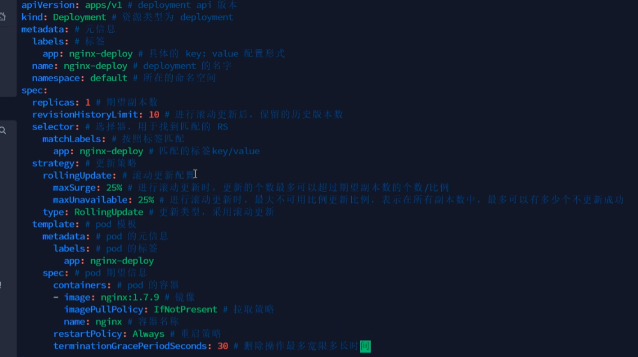 apiVersion: apps/v1 # deployment api 版本
kind: Deployment # 资源类型为 deployment
metadata: # 元信息
labels: # 标签
app: nginx-deploy # 具体的 key: value 配置形式
name: nginx-deploy # deployment 的名字
namespace: default # 所在的命名空间
spec:
replicas: 1 # 期望副本数
revisionHistoryLimit: 10 # 进行滚动更新后，保留的历史版本数
selector: # 选择器，用于找到匹配的 RS
matchLabels: # 按照标签匹配
app: nginx-deploy # 匹配的标签key/value
strategy: # 更新策略
rollingUpdate: # 滚动更新配置
maxSurge: 25% # 进行滚动更新时，更新的个数最多可以超过期望副本数的个数/比例
maxUnavailable: 25% # 进行滚动更新时，最大不可用比例更新比例，表示在所有副本数中，最多可以有多少个不更新成功
type: RollingUpdate # 更新类型，采用滚动更新
template: # pod 模板
metadata: # pod 的元信息
labels: # pod 的标签
app: nginx-deploy
spec: # pod 期望信息
containers: # pod 的容器
- image: nginx:1.7.9 # 镜像
imagePullPolicy: IfNotPresent # 拉取策略
name: nginx # 容器名称
restartPolicy: Always # 重启策略
terminationGracePeriodSeconds: 30 # 删除操作最多宽限多长时间